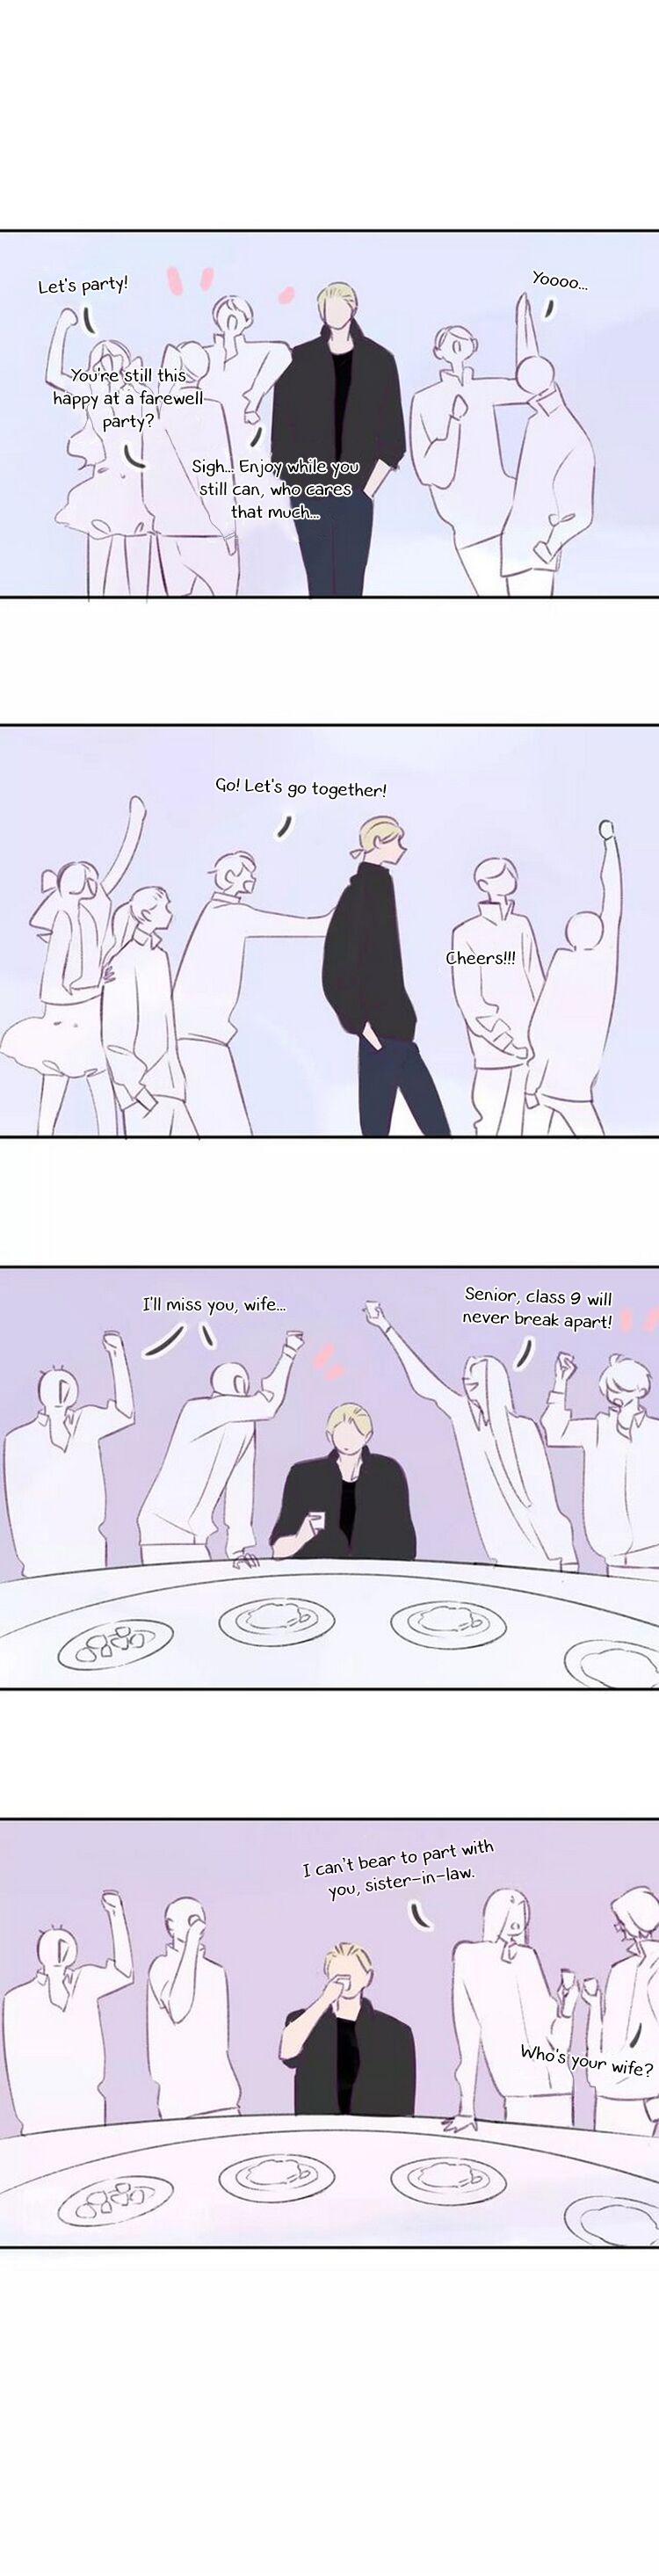 Let's party!
Yoooo...
You're still this
happy at a farewell
party?
Sigh... Enjoy while you
still can, who cares
that much...
Go! Let's go together!
Cheers!!!
I'll miss you, wife...
Senior, class 9 will
never break apart!
I can't bear to part with
you, sister-in-law.
Who's your wife?